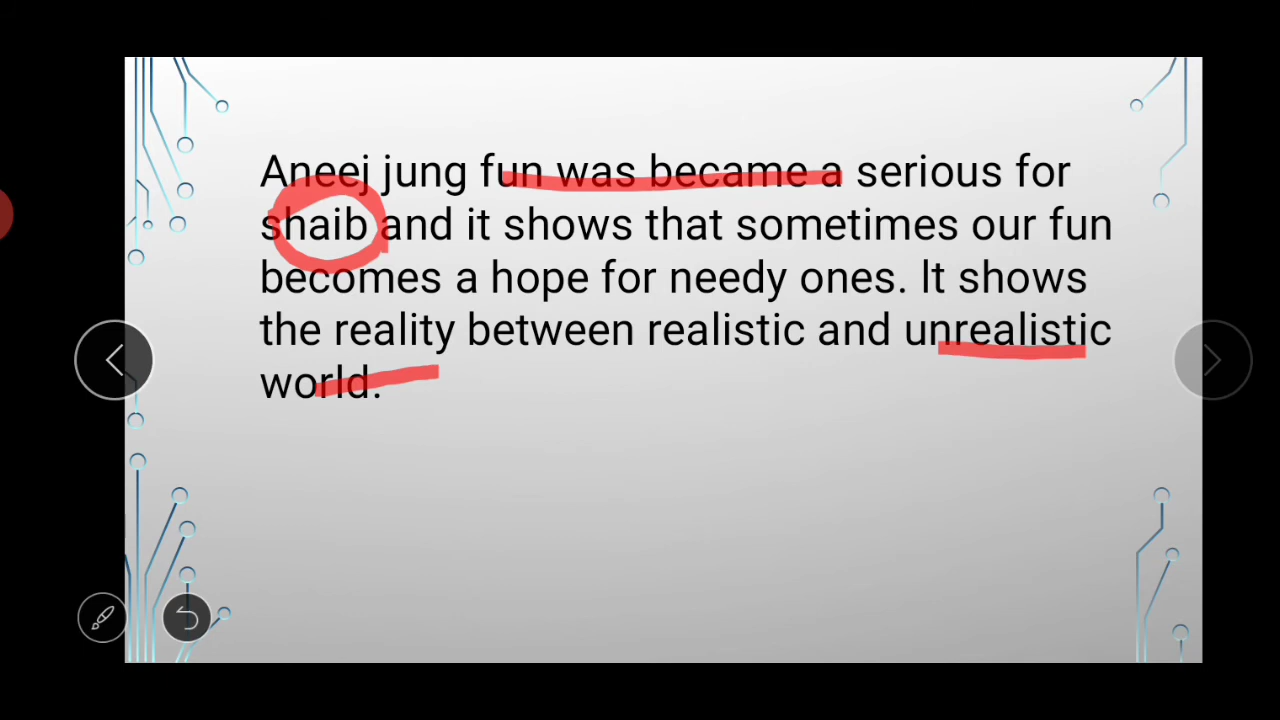 Aneej jung fun was became a serious for
shaib and it shows that sometimes our fun
becomes a hope for needy ones. It shows
the reality between realistic and unrealistic
world.